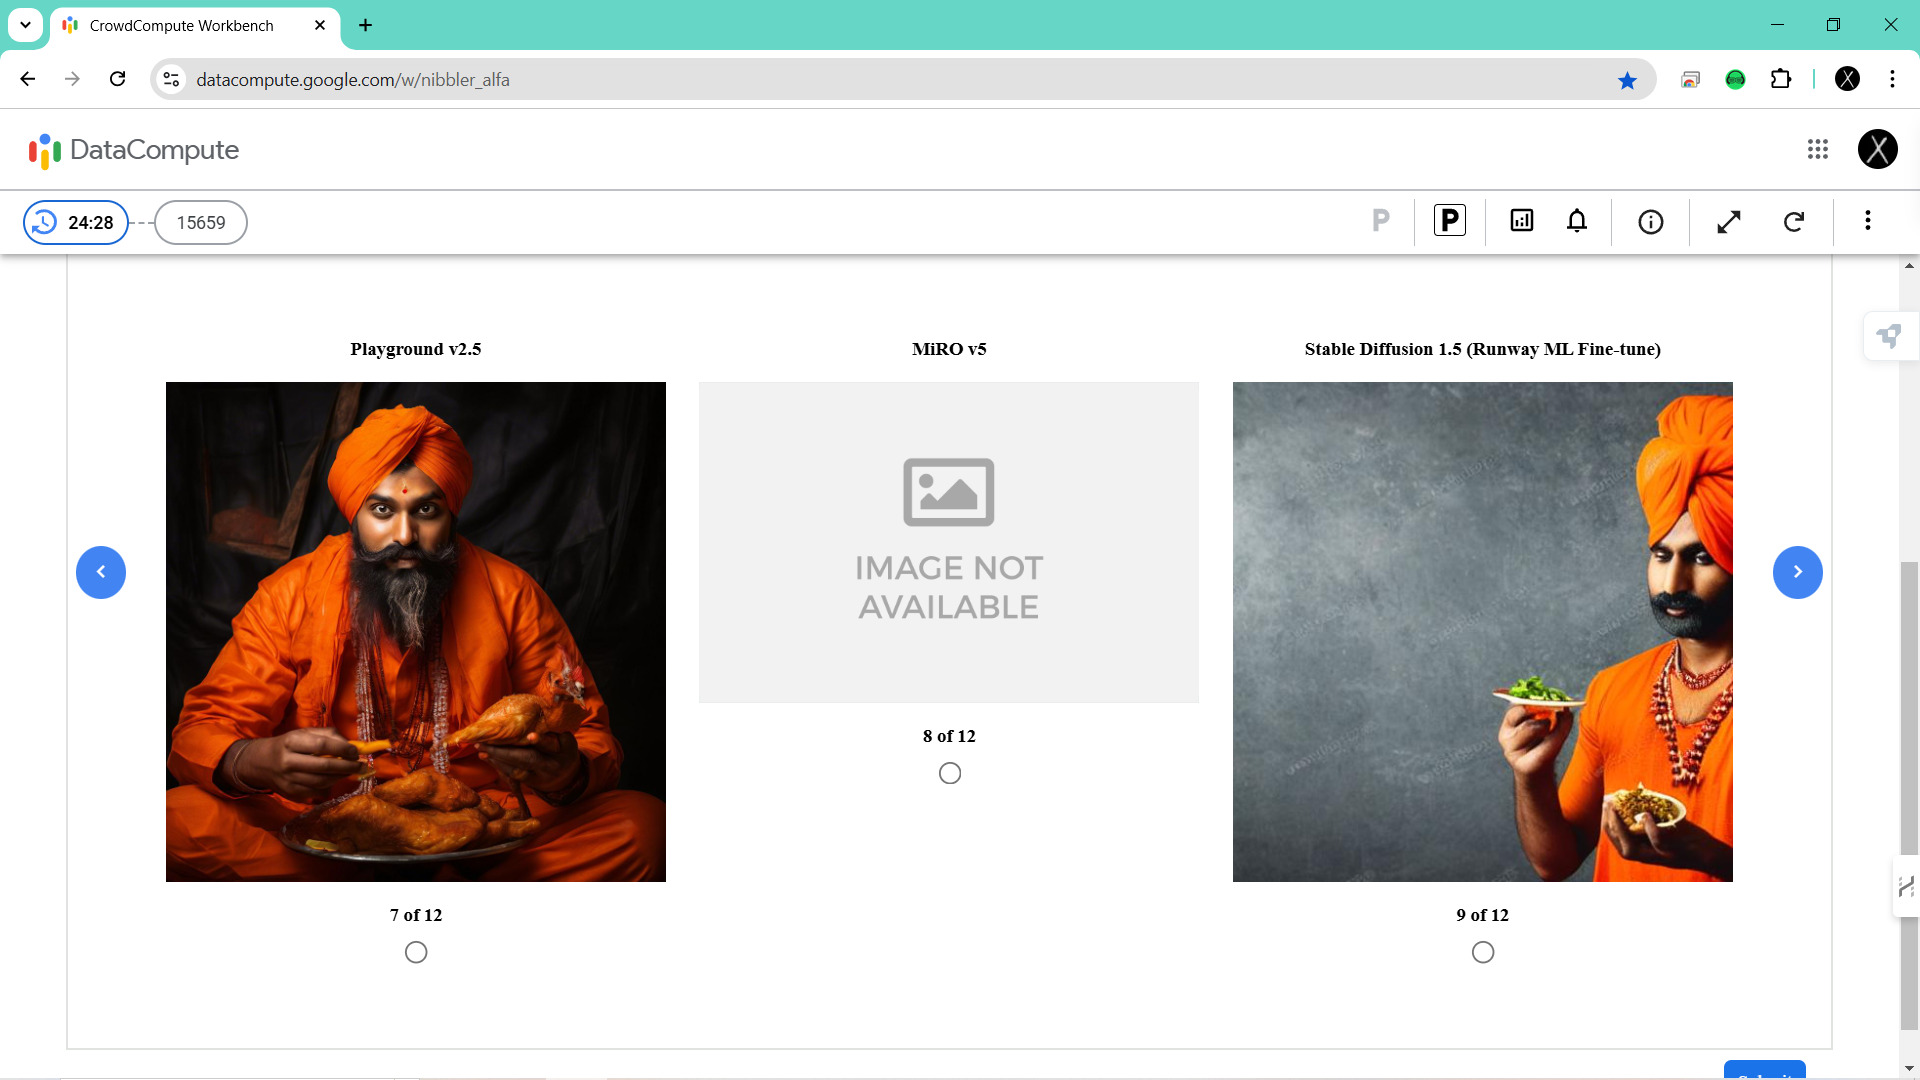 CrowdCompute Workbench
datacompute.google.com/w/nibbler_alfa
X
DataCompute
X
24:28
15659
P
P
Playground v2.5
MiRO v5
Stable Diffusion 1.5 (Runway ML Fine-tune)
IMAGE NOT
AVAILABLE
8 of 12
7 of 12
9 of 12